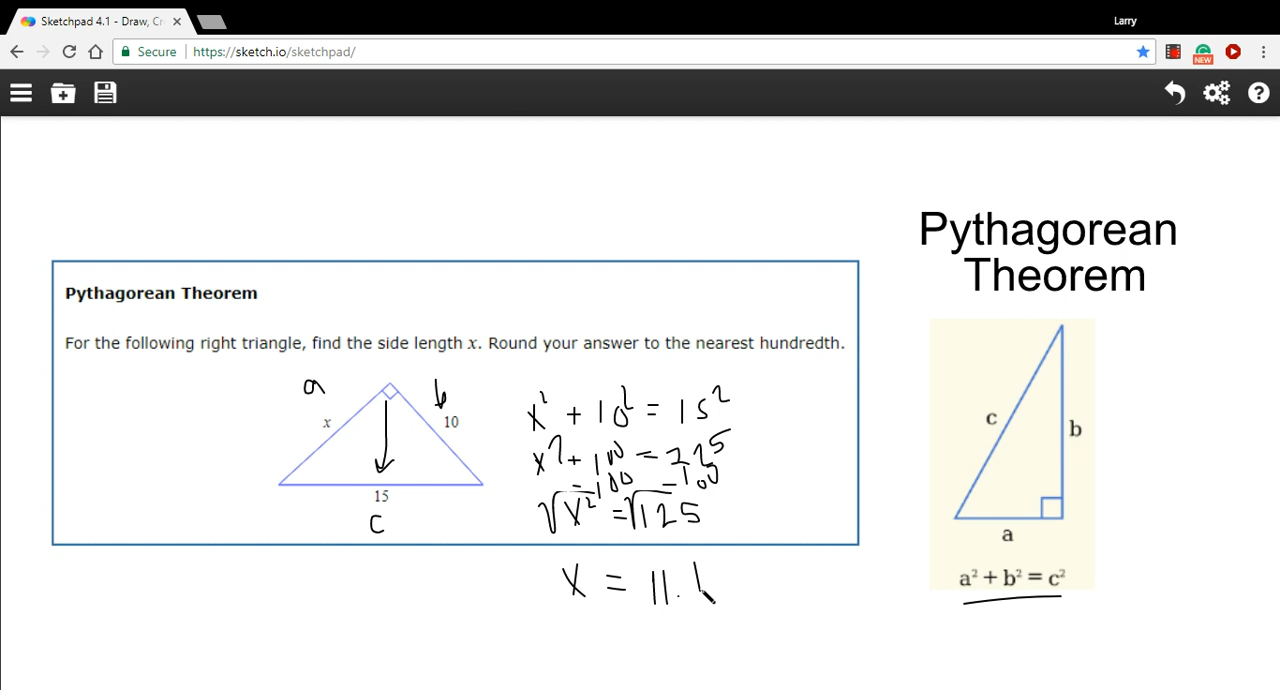 Sketchpad 4.1 - Draw, Cr
Larry
Secure
https://sketch.io/sketchpad/
NEW
Pythagorean Theorem
For the following right triangle, find the side length x. Round your answer to the nearest hundredth.
a
b
x
10
15
c
x² + 10² = 15²
x² + 100 = 225
-100 -100
√x² = √125
x = 11.
Pythagorean
Theorem
c
b
a
a² + b² = c²